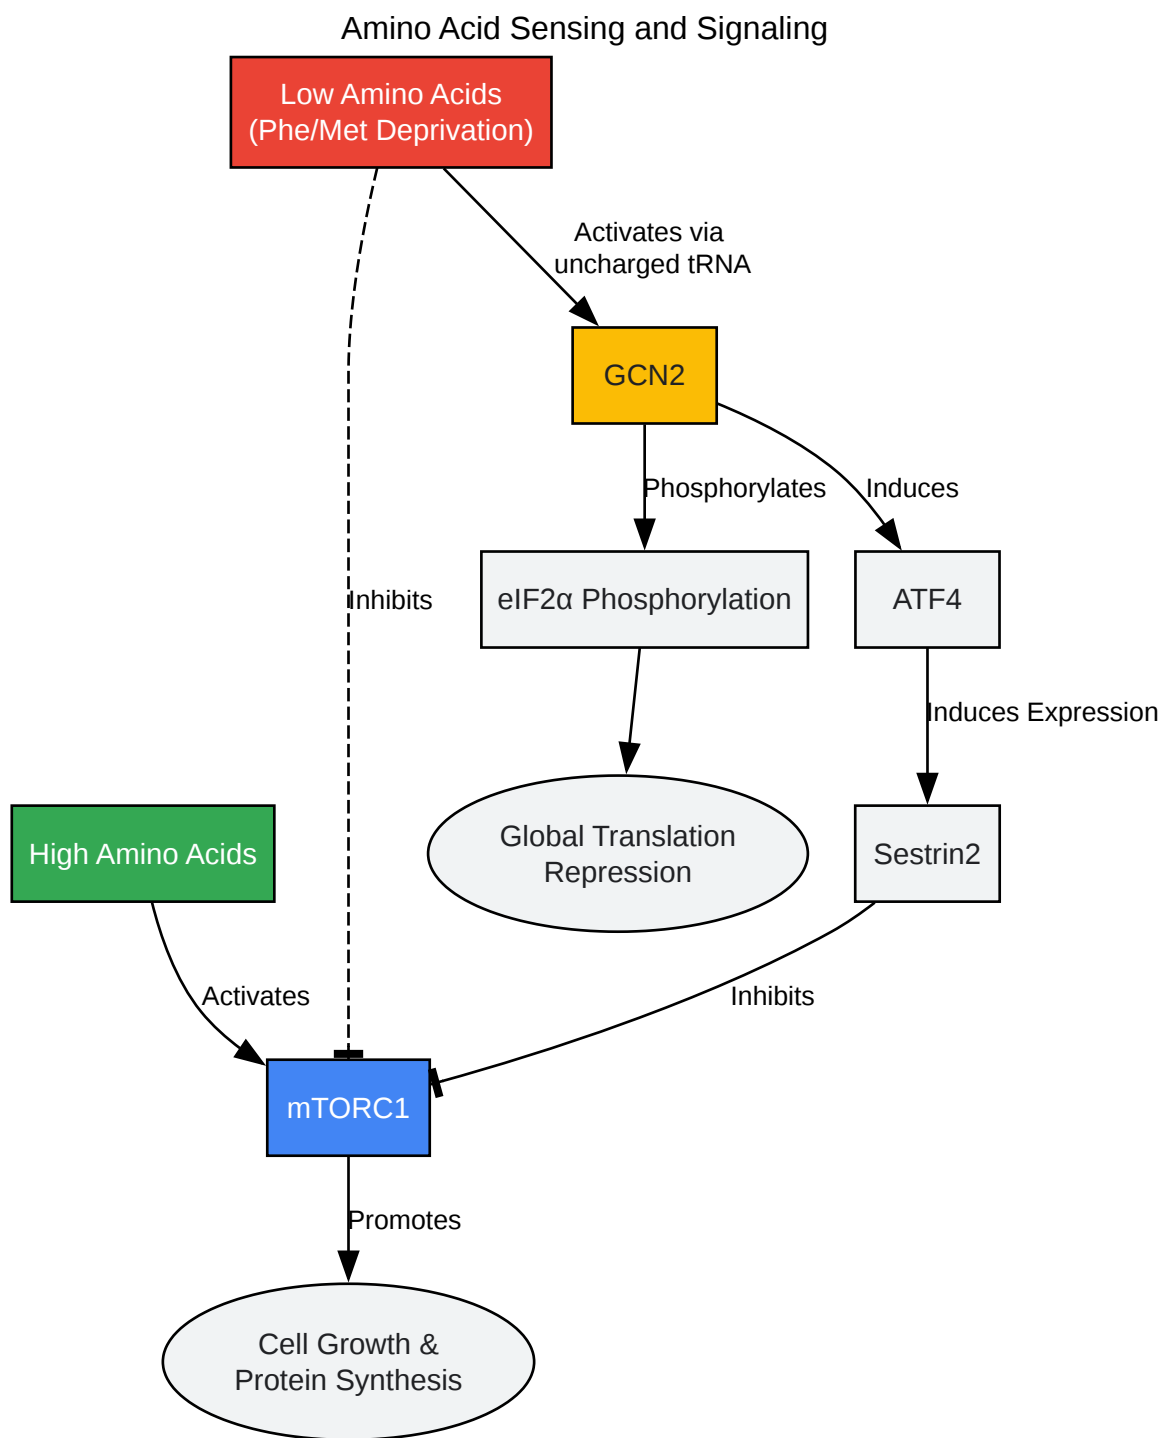 Amino Acid Sensing and Signaling
Low Amino Acids
(Phe/Met Deprivation)
Activates via
uncharged tRNA
GCN2
Phosphorylates
Induces
eIF2α Phosphorylation
ATF4
Inhibits
Induces Expression
Global Translation
Repression
High Amino Acids
Sestrin2
Activates
Inhibits
mTORC1
Promotes
Cell Growth &
Protein Synthesis